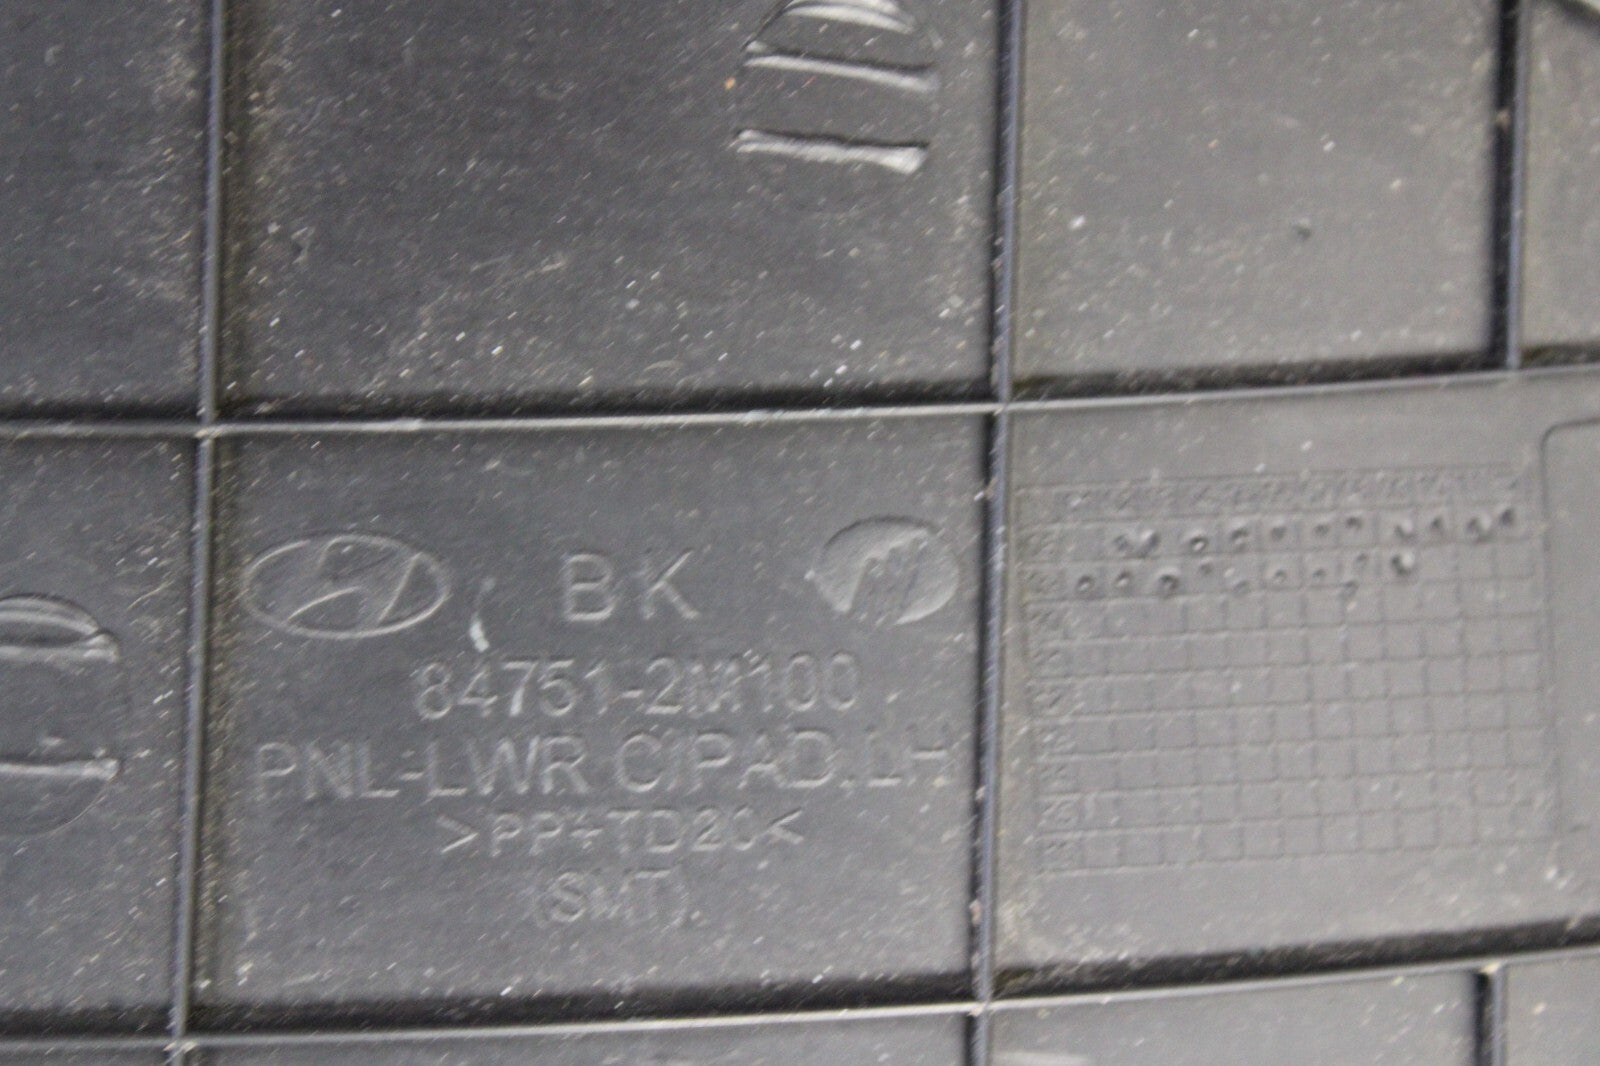 BK
84751-2M100
PNL-LWR C/PAD,LH
>PP+TD20<
(SMT)